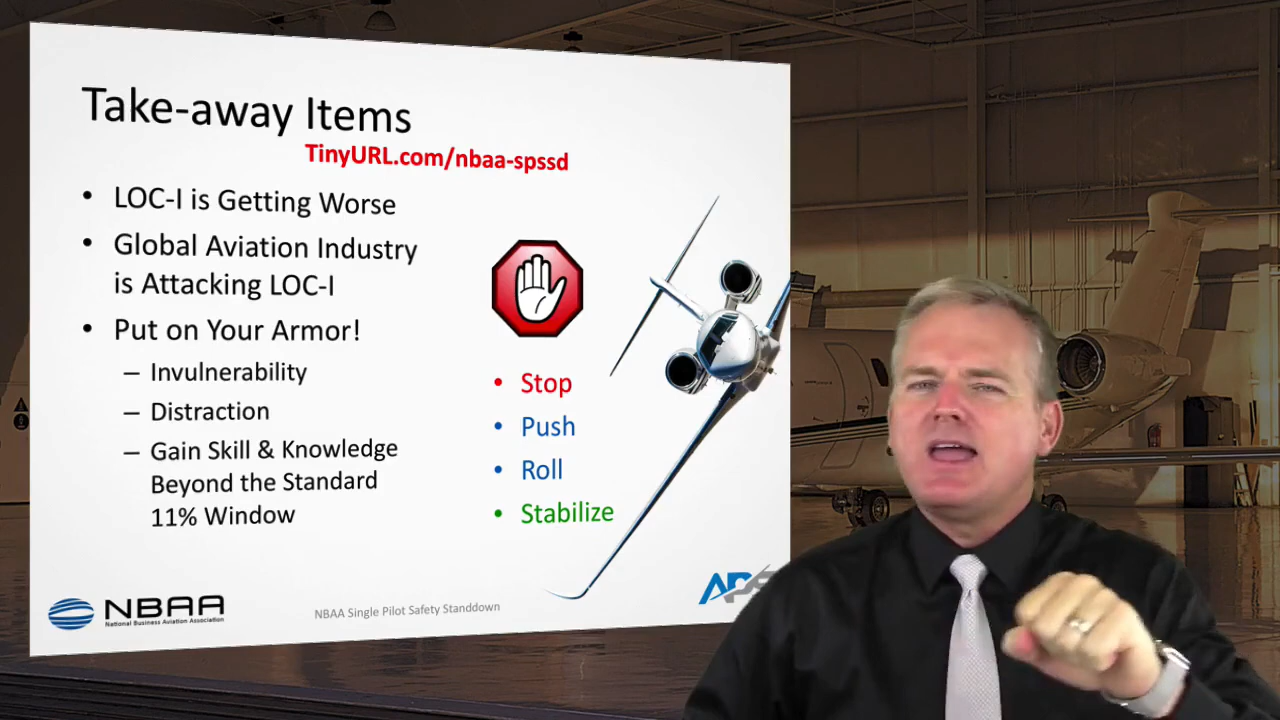 Take-away Items
TinyURL.com/nbaa-spssd
• LOC-I is Getting Worse
• Global Aviation Industry
is Attacking LOC-I
• Put on Your Armor!
– Invulnerability
– Distraction
– Gain Skill & Knowledge
Beyond the Standard
11% Window
• Stop
• Push
• Roll
• Stabilize
NBAA
National Business Aviation Association
NBAA Single Pilot Safety Standdown